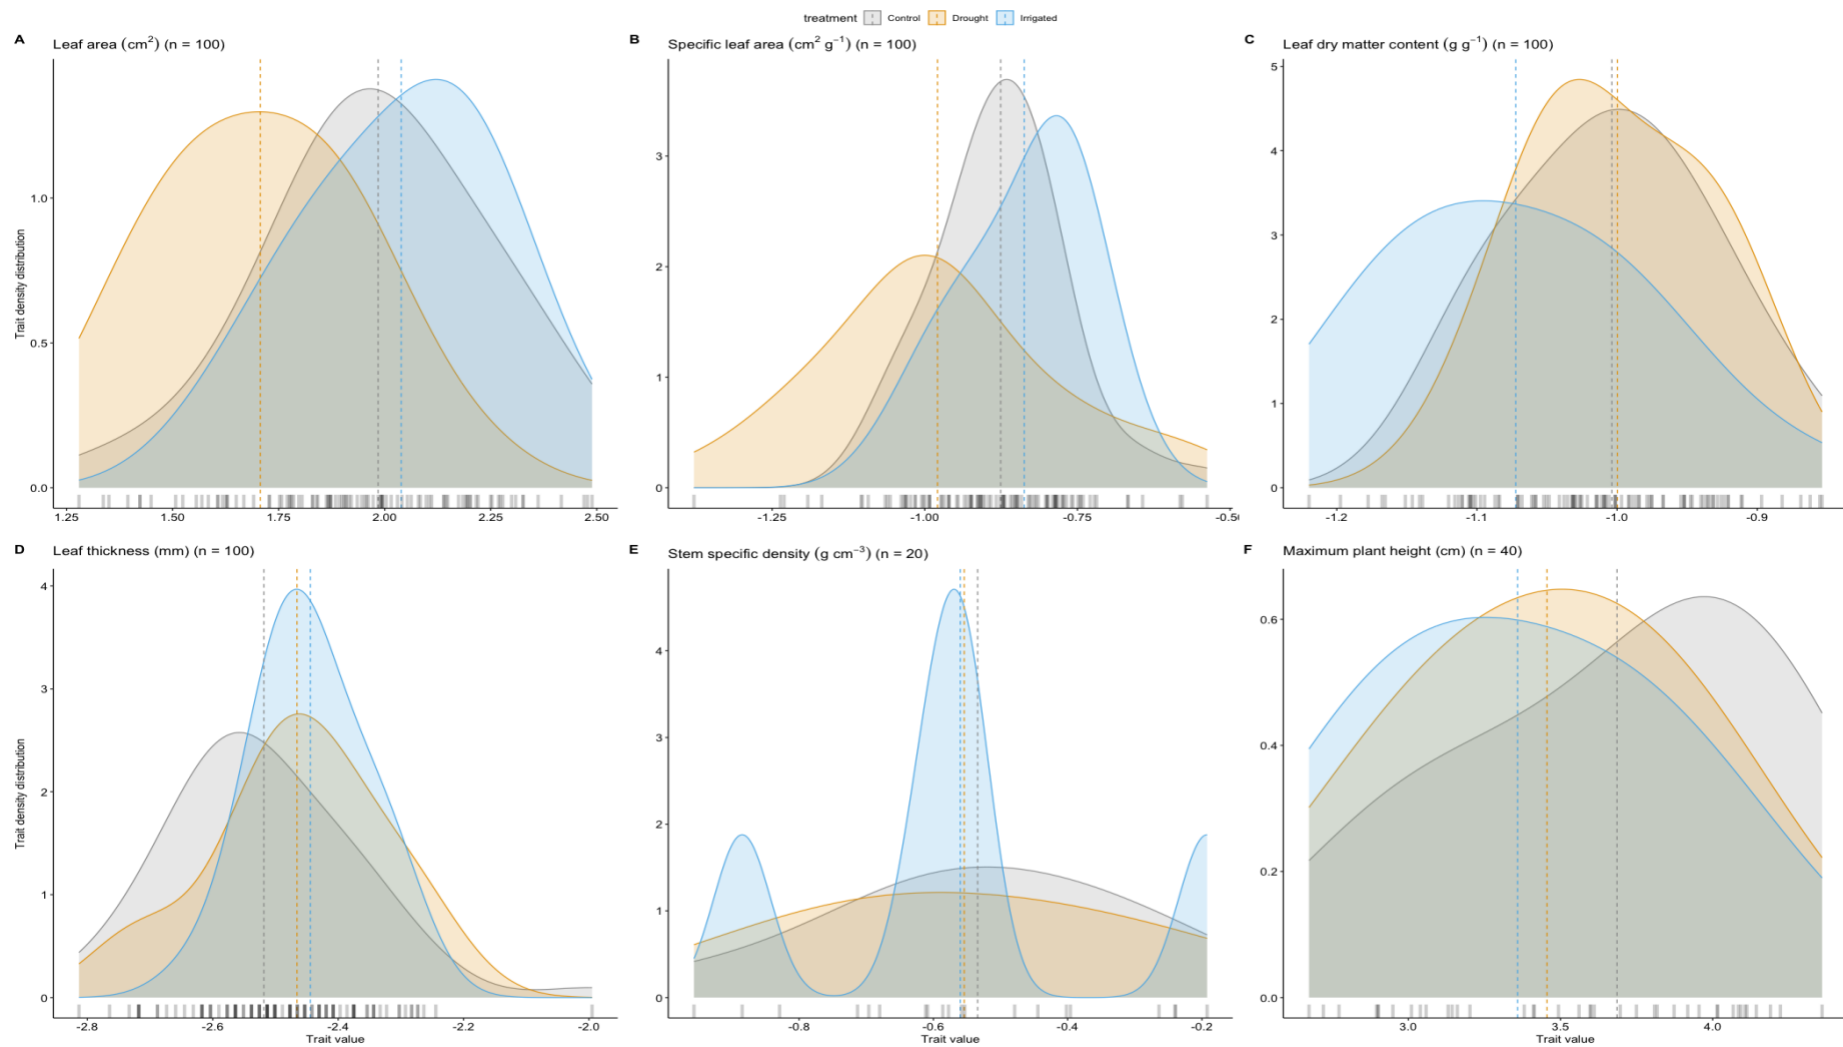 treatment Control Drought Irrigated
A Leaf area (cm²) (n = 100)
B Specific leaf area (cm² g⁻¹) (n = 100)
C Leaf dry matter content (g g⁻¹) (n = 100)
Trait density distribution
1.0
0.5
0.0
1.25 1.50 1.75 2.00 2.25 2.50
3
2
1
0
-1.25 -1.00 -0.75 -0.50
5
4
3
2
1
0
-1.2 -1.1 -1.0 -0.9
D Leaf thickness (mm) (n = 100)
E Stem specific density (g cm⁻³) (n = 20)
F Maximum plant height (cm) (n = 40)
Trait density distribution
4
3
2
1
0
-2.8 -2.6 -2.4 -2.2 -2.0
Trait value
4
3
2
1
0
-0.8 -0.6 -0.4 -0.2
Trait value
0.6
0.4
0.2
0.0
3.0 3.5 4.0
Trait value